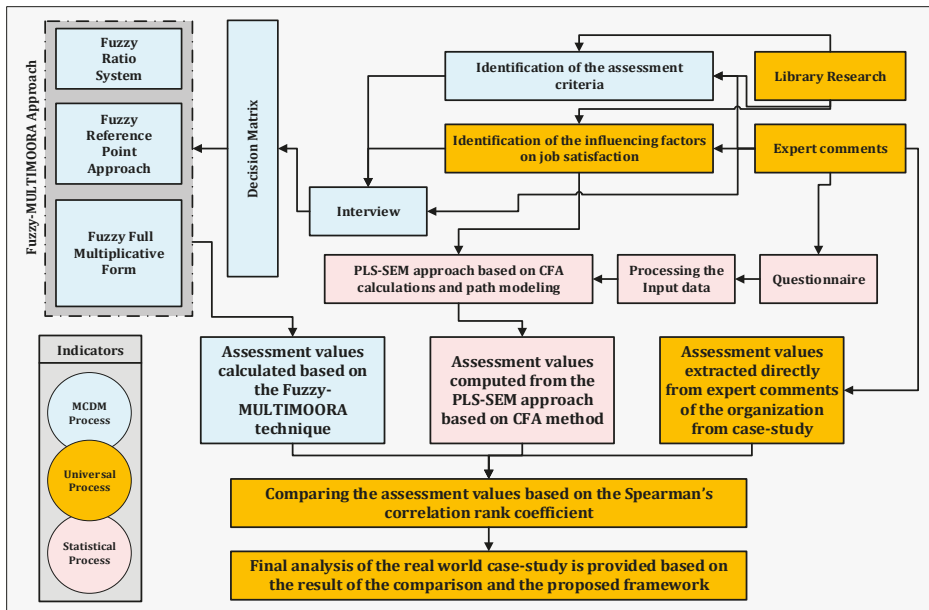 Fuzzy-MULTIMOORA Approach
Fuzzy
Ratio
System
Fuzzy
Reference
Point
Approach
Fuzzy Full
Multiplicative
Form
Decision Matrix
Identification of the assessment
criteria
Library Research
Identification of the influencing factors
on job satisfaction
Expert comments
Interview
PLS-SEM approach based on CFA
calculations and path modeling
Processing the
Input data
Questionnaire
Indicators
MCDM
Process
Universal
Process
Statistical
Process
Assessment values
calculated based on
the Fuzzy-
MULTIMOORA
technique
Assessment values
computed from the
PLS-SEM approach
based on CFA method
Assessment values
extracted directly
from expert comments
of the organization
from case-study
Comparing the assessment values based on the Spearman's
correlation rank coefficient
Final analysis of the real world case-study is provided based on
the result of the comparison and the proposed framework